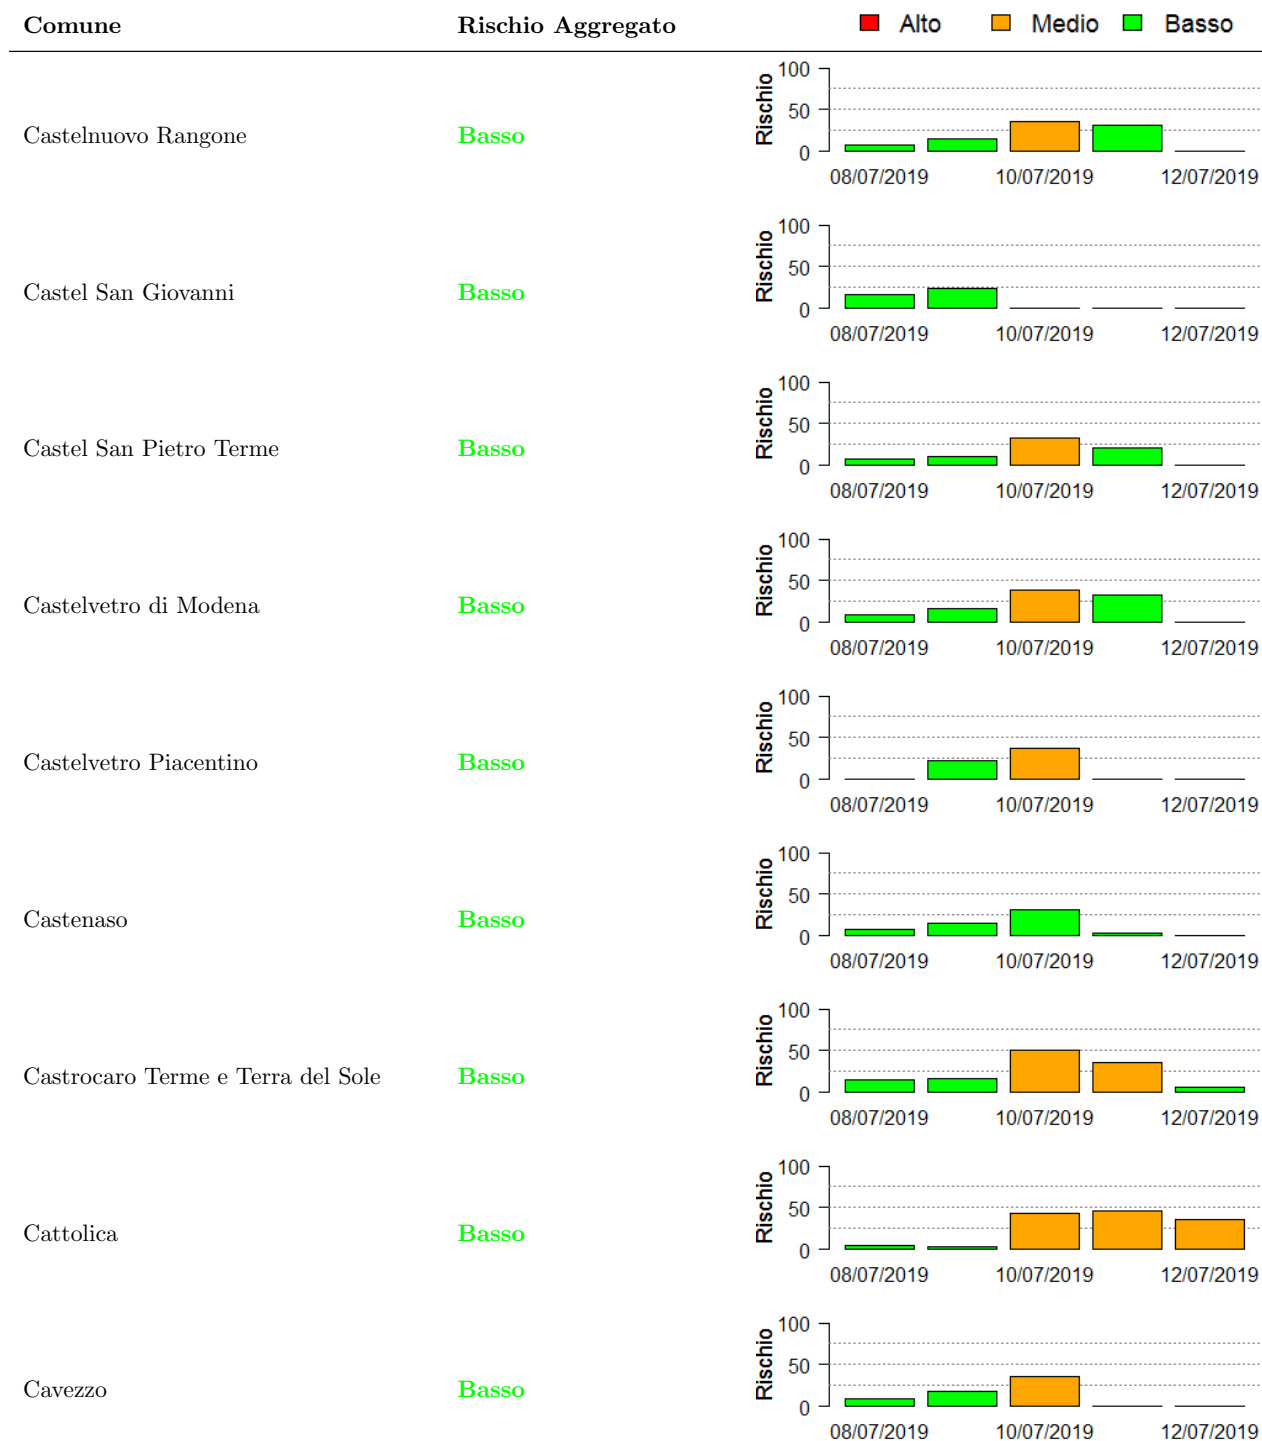 Comune Rischio Aggregato Alto Medio Basso
Castelnuovo Rangone Basso
Rischio
100
50
0
08/07/2019 10/07/2019 12/07/2019
Castel San Giovanni Basso
Rischio
100
50
0
08/07/2019 10/07/2019 12/07/2019
Castel San Pietro Terme Basso
Rischio
100
50
0
08/07/2019 10/07/2019 12/07/2019
Castelvetro di Modena Basso
Rischio
100
50
0
08/07/2019 10/07/2019 12/07/2019
Castelvetro Piacentino Basso
Rischio
100
50
0
08/07/2019 10/07/2019 12/07/2019
Castenaso Basso
Rischio
100
50
0
08/07/2019 10/07/2019 12/07/2019
Castrocaro Terme e Terra del Sole Basso
Rischio
100
50
0
08/07/2019 10/07/2019 12/07/2019
Cattolica Basso
Rischio
100
50
0
08/07/2019 10/07/2019 12/07/2019
Cavezzo Basso
Rischio
100
50
0
08/07/2019 10/07/2019 12/07/2019